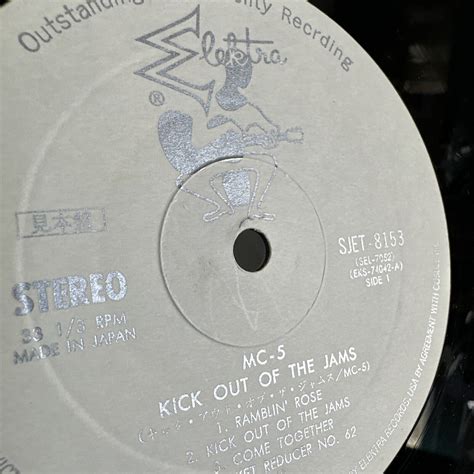 Outstanding Recording
Elektra
®
見本盤
STEREO
33 1/3 RPM
MADE IN JAPAN
SJET-8153
(SEL-7052)
(EKS-74042-A)
SIDE 1
MC-5
KICK OUT OF THE JAMS
(キック・アウト・オブ・ザ・ジャムス/MC-5)
1. RAMBLIN' ROSE
2. KICK OUT OF THE JAMS
3. COME TOGETHER
REDUCER NO. 62
BY ELEKTRA RECORDS. USA BY AGREEMENT WITH